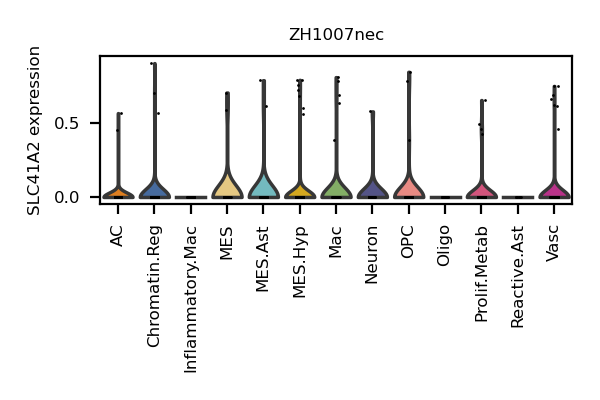 ZH1007nec
SLC41A2 expression
0.5
0.0
AC
Chromatin.Reg
Inflammatory.Mac
MES
MES.Ast
MES.Hyp
Mac
Neuron
OPC
Oligo
Prolif.Metab
Reactive.Ast
Vasc